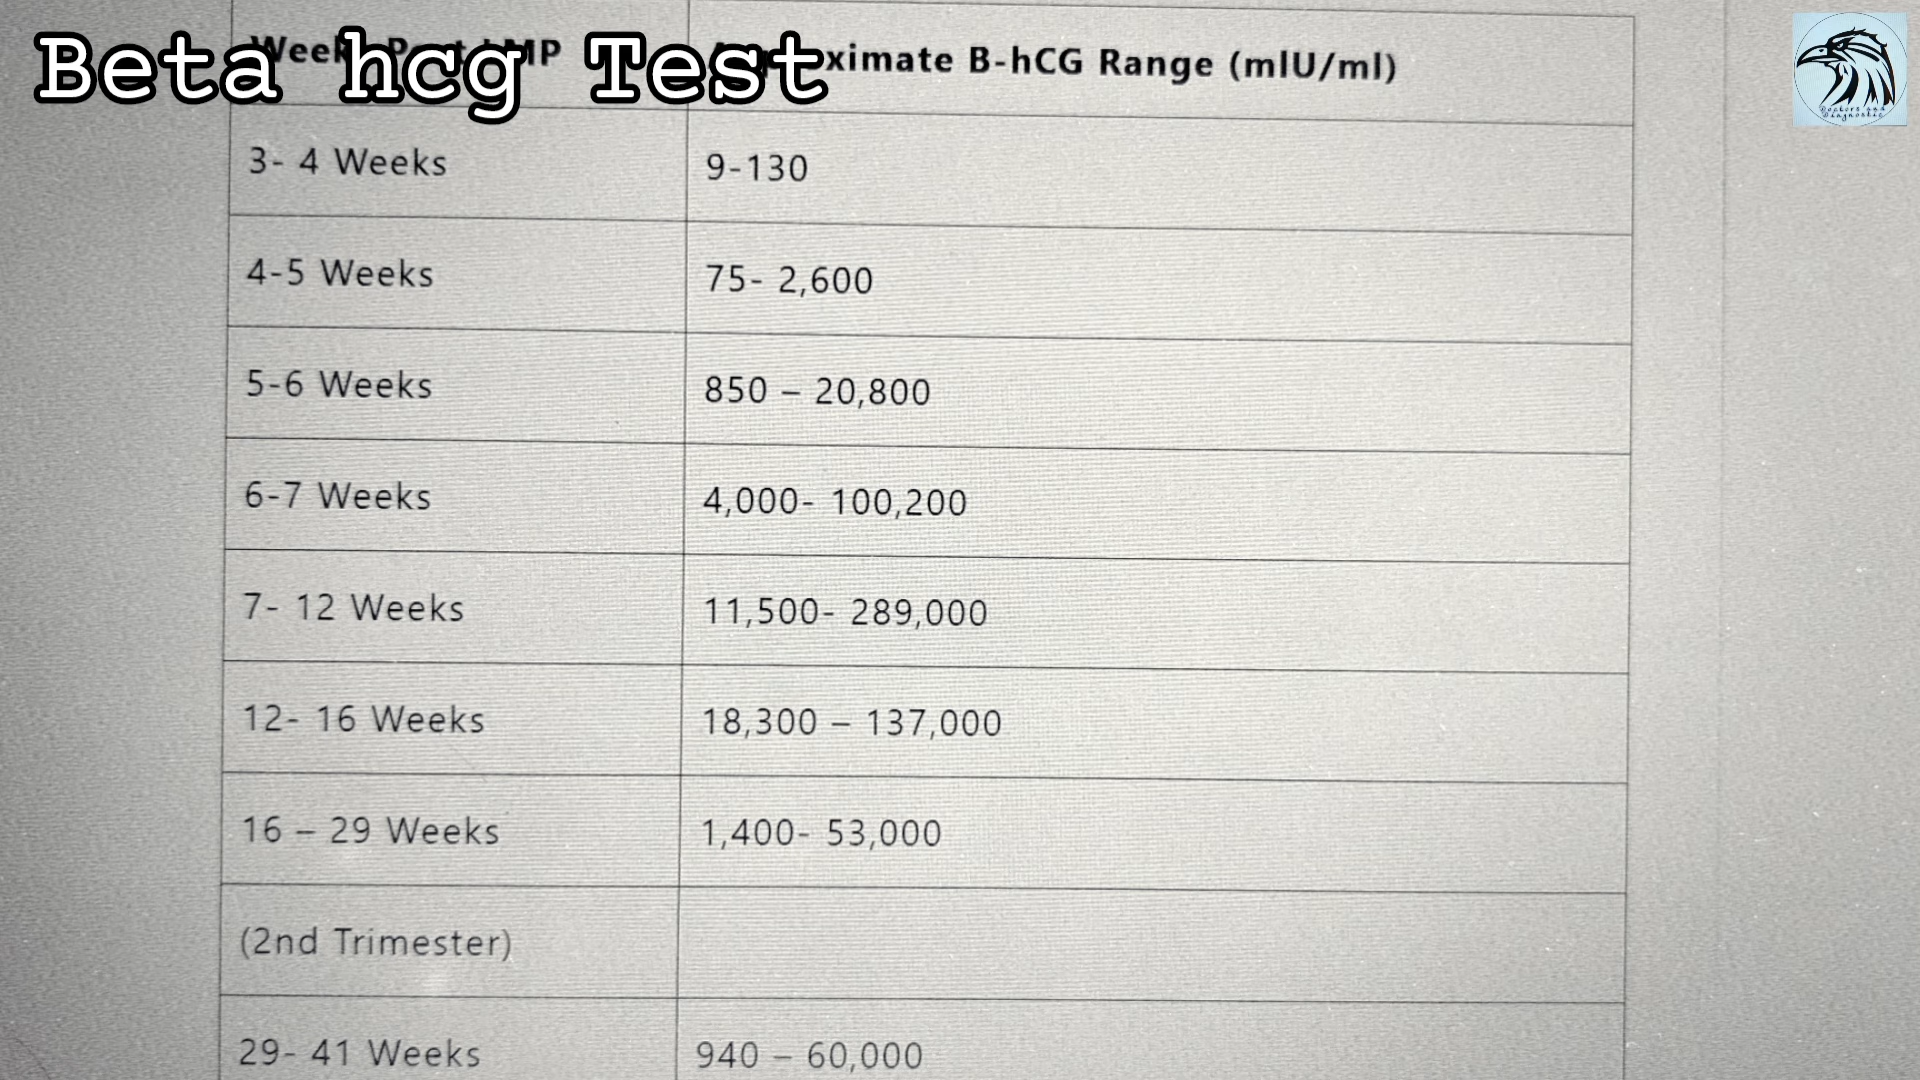 Beta hcg Test
Approximate B-hCG Range (mIU/ml)
3- 4 Weeks 9-130
4-5 Weeks 75- 2,600
5-6 Weeks 850 – 20,800
6-7 Weeks 4,000- 100,200
7- 12 Weeks 11,500- 289,000
12- 16 Weeks 18,300 – 137,000
16 – 29 Weeks 1,400- 53,000
(2nd Trimester)
29- 41 Weeks 940 – 60,000
Doctors and
Diagnostic